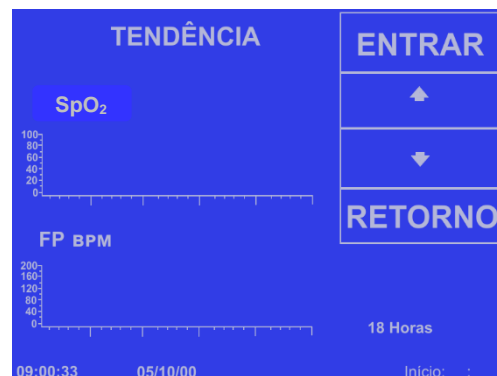 TENDÊNCIA
ENTRAR
SpO₂
100
80
60
40
20
0
RETORNO
FP BPM
200
160
120
80
40
0
18 Horas
09:00:33
05/10/00
Início: :